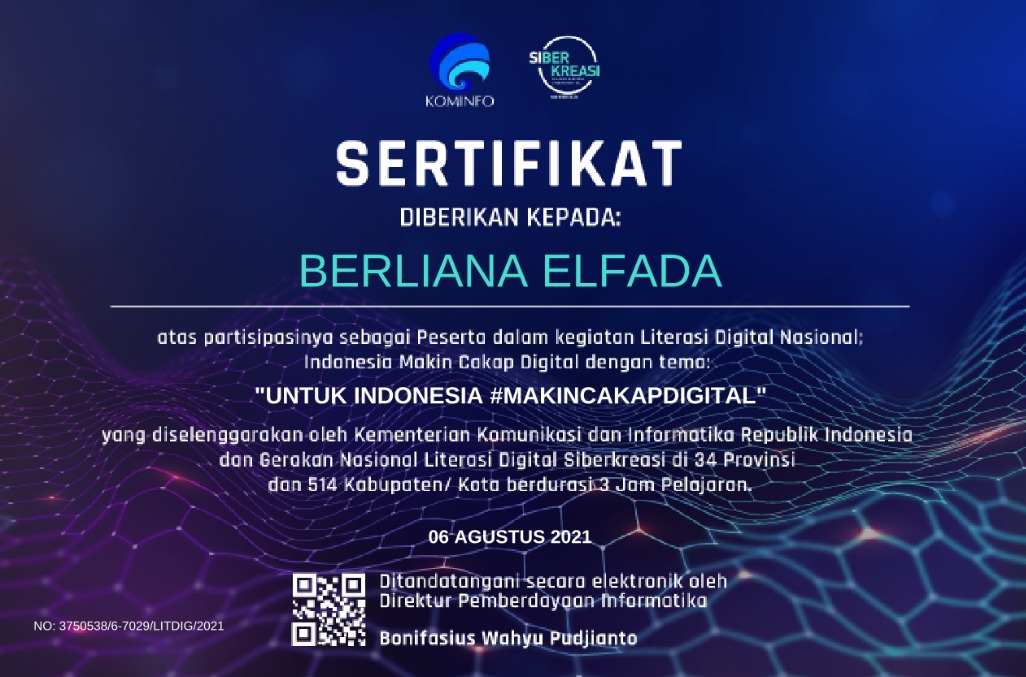 KOMINFO
SIBER
KREASI
SERTIFIKAT
DIBERIKAN KEPADA:
BERLIANA ELFADA
atas partisipasinya sebagai Peserta dalam kegiatan Literasi Digital Nasional;
Indonesia Makin Cakap Digital dengan tema:
"UNTUK INDONESIA #MAKINCAKAPDIGITAL"
yang diselenggarakan oleh Kementerian Komunikasi dan Informatika Republik Indonesia
dan Gerakan Nasional Literasi Digital Siberkreasi di 34 Provinsi
dan 514 Kabupaten/ Kota berdurasi 3 Jam Pelajaran.
06 AGUSTUS 2021
Ditandatangani secara elektronik oleh
Direktur Pemberdayaan Informatika
Bonifasius Wahyu Pudjianto
NO: 3750538/6-7029/LITDIG/2021